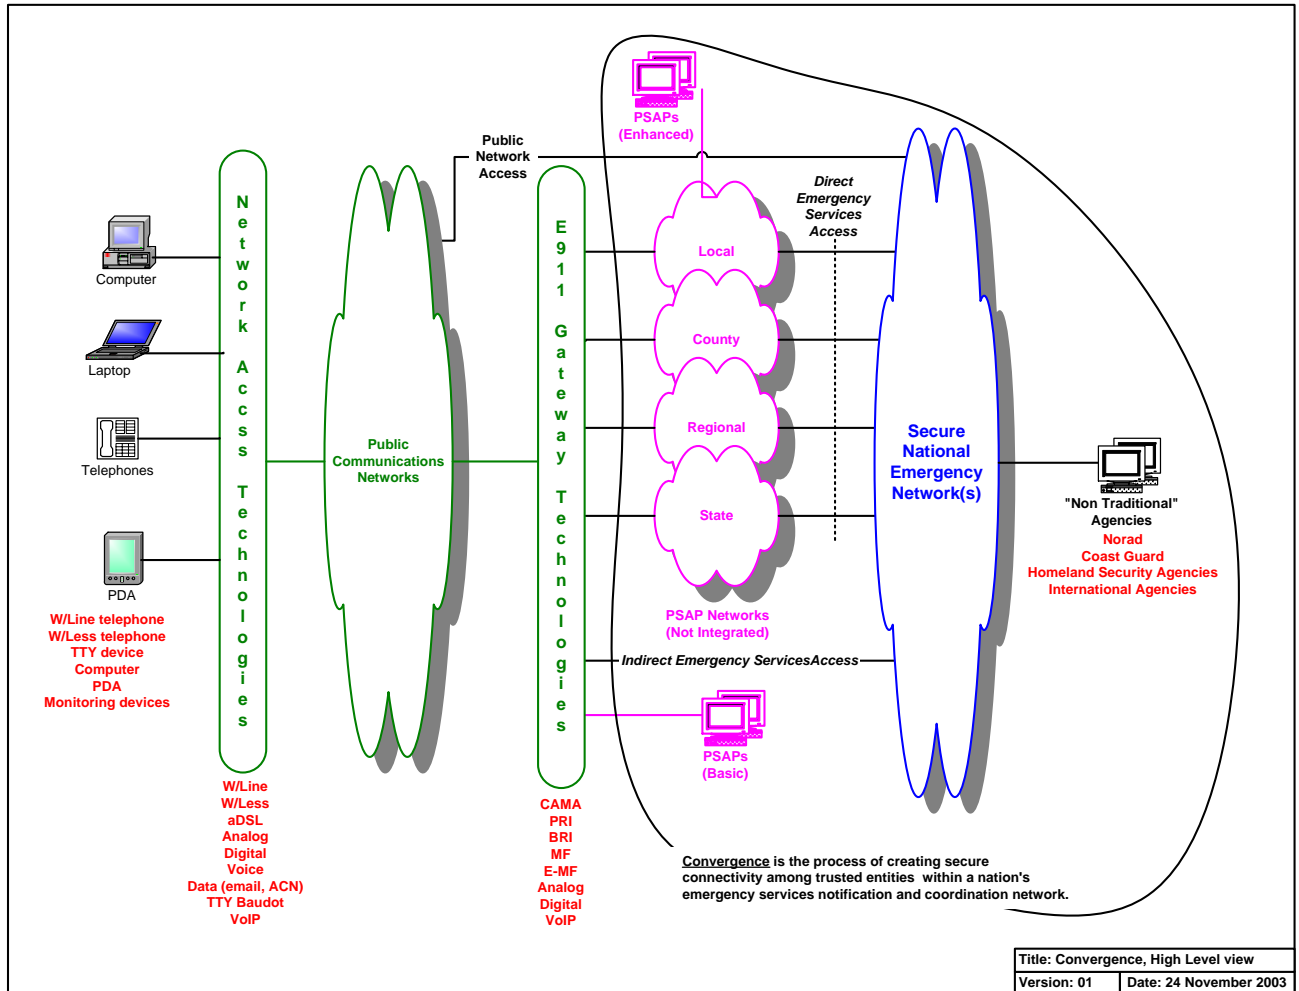 PSAPs
(Enhanced)
Public
Network
Access
Direct
Emergency
Services
Access
Network Access Technologies
E911 Gateway Technologies
Computer
Laptop
Telephones
PDA
W/Line telephone
W/Less telephone
TTY device
Computer
PDA
Monitoring devices
Public
Communications
Networks
Local
County
Regional
State
PSAP Networks
(Not Integrated)
Indirect Emergency ServicesAccess
PSAPs
(Basic)
Secure
National
Emergency
Network(s)
"Non Traditional"
Agencies
Norad
Coast Guard
Homeland Security Agencies
International Agencies
W/Line
W/Less
aDSL
Analog
Digital
Voice
Data (email, ACN)
TTY Baudot
VoIP
CAMA
PRI
BRI
MF
E-MF
Analog
Digital
VoIP
Convergence is the process of creating secure
connectivity among trusted entities within a nation's
emergency services notification and coordination network.
Title: Convergence, High Level view
Version: 01
Date: 24 November 2003